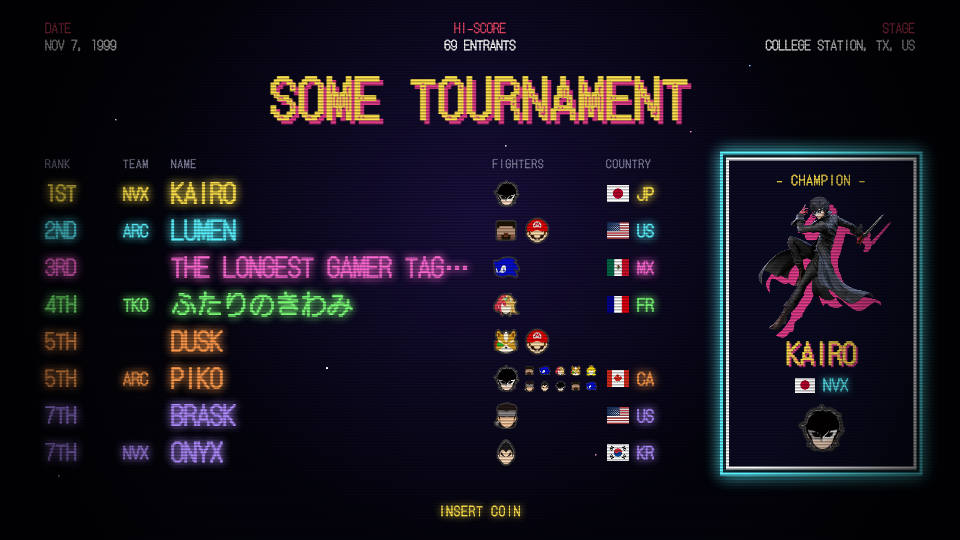 DATE
NOV 7, 1999
HI-SCORE
69 ENTRANTS
STAGE
COLLEGE STATION, TX, US
SOME TOURNAMENT
RANK TEAM NAME FIGHTERS COUNTRY
1ST NVX KAIRO JP
2ND ARC LUMEN US
3RD THE LONGEST GAMER TAG… MX
4TH TKO ふたりのきわみ FR
5TH DUSK
5TH ARC PIKO CA
7TH BRASK US
7TH NVX ONYX KR
- CHAMPION -
KAIRO
NVX
INSERT COIN